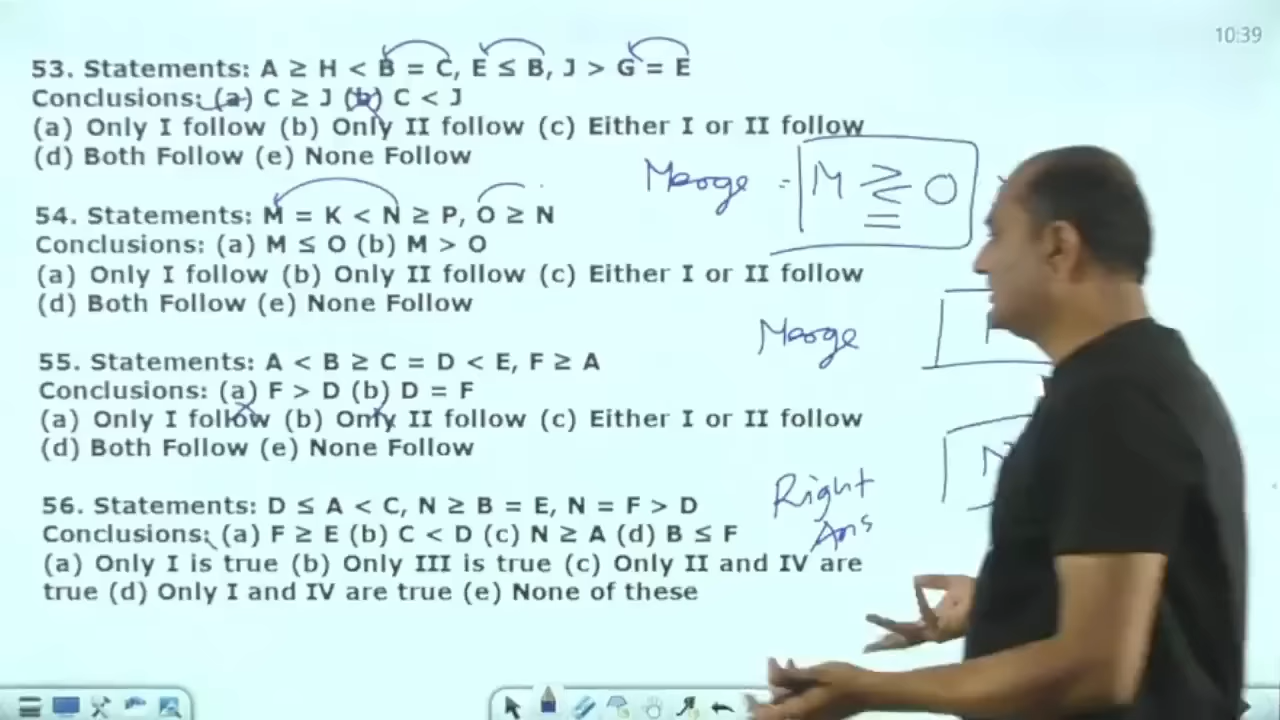 10:39
53. Statements: A ≥ H < B = C, E ≤ B, J > G = E
Conclusions: (a) C ≥ J (b) C < J
(a) Only I follow (b) Only II follow (c) Either I or II follow
(d) Both Follow (e) None Follow
Merge = M ≥ ≤ O
54. Statements: M = K < N ≥ P, O ≥ N
Conclusions: (a) M ≤ O (b) M > O
(a) Only I follow (b) Only II follow (c) Either I or II follow
(d) Both Follow (e) None Follow
Merge
55. Statements: A < B ≥ C = D < E, F ≥ A
Conclusions: (a) F > D (b) D = F
(a) Only I follow (b) Only II follow (c) Either I or II follow
(d) Both Follow (e) None Follow
Right
Ans
56. Statements: D ≤ A < C, N ≥ B = E, N = F > D
Conclusions: (a) F ≥ E (b) C < D (c) N ≥ A (d) B ≤ F
(a) Only I is true (b) Only III is true (c) Only II and IV are
true (d) Only I and IV are true (e) None of these